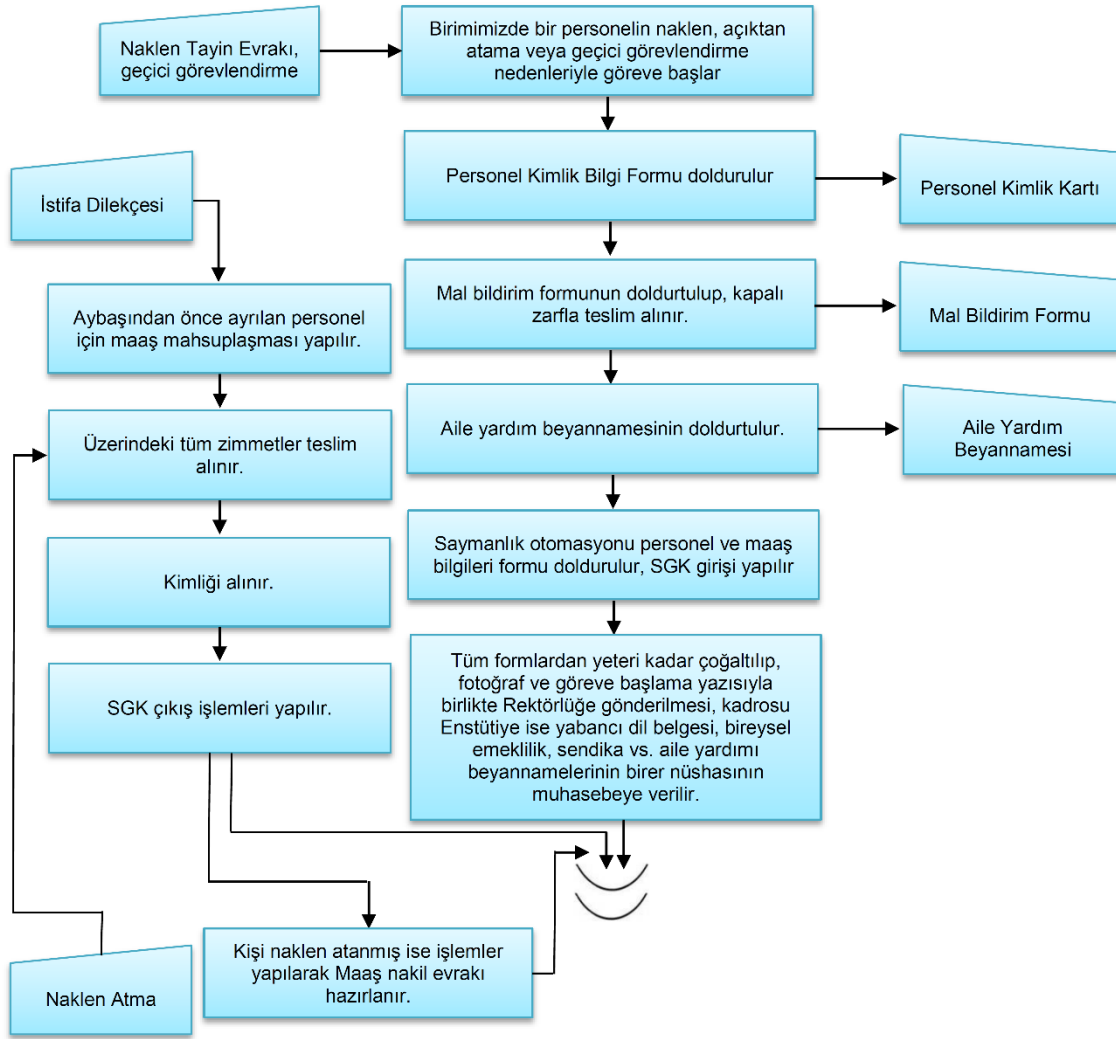 Naklen Tayin Evrakı,
geçici görevlendirme
Birimimizde bir personelin naklen, açıktan
atama veya geçici görevlendirme
nedenleriyle göreve başlar
Personel Kimlik Bilgi Formu doldurulur
Personel Kimlik Kartı
İstifa Dilekçesi
Mal bildirim formunun doldurtulup, kapalı
zarfla teslim alınır.
Mal Bildirim Formu
Aybaşından önce ayrılan personel
için maaş mahsuplaşması yapılır.
Aile yardım beyannamesinin doldurtulur.
Aile Yardım
Beyannamesi
Üzerindeki tüm zimmetler teslim
alınır.
Saymanlık otomasyonu personel ve maaş
bilgileri formu doldurulur, SGK girişi yapılır
Kimliği alınır.
Tüm formlardan yeteri kadar çoğaltılıp,
fotoğraf ve göreve başlama yazısıyla
birlikte Rektörlüğe gönderilmesi, kadrosu
Enstütiye ise yabancı dil belgesi, bireysel
emeklilik, sendika vs. aile yardımı
beyannamelerinin birer nüshasının
muhasebeye verilir.
SGK çıkış işlemleri yapılır.
Kişi naklen atanmış ise işlemler
yapılarak Maaş nakil evrakı
hazırlanır.
Naklen Atma